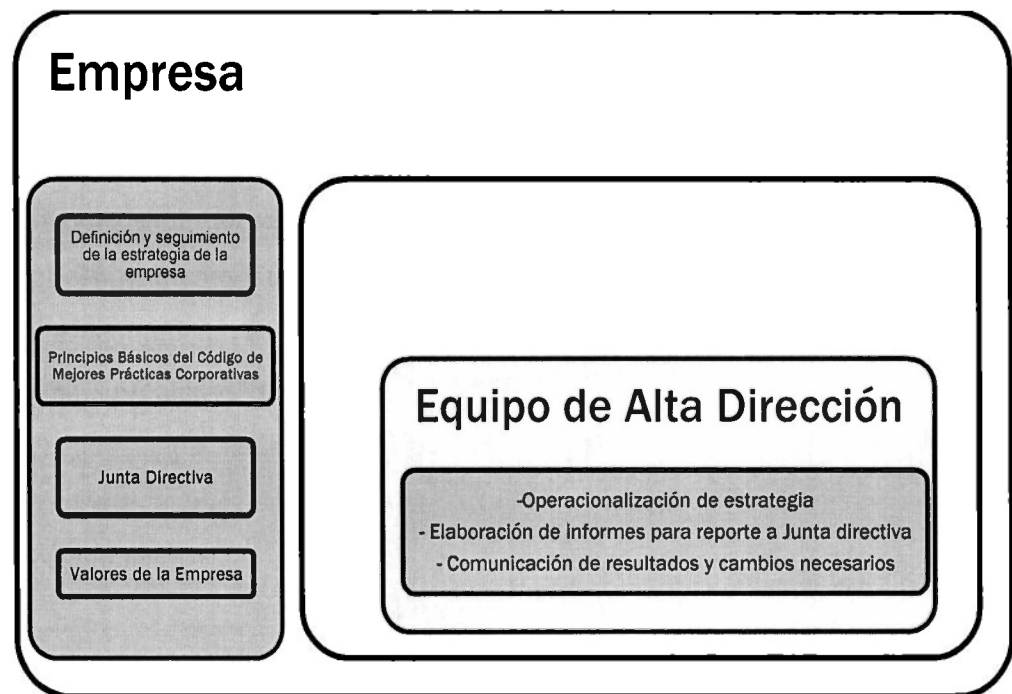 Empresa
Definición y seguimiento
de la estrategia de la
empresa
Principios Básicos del Código de
Mejores Prácticas Corporativas
Junta Directiva
Valores de la Empresa
Equipo de Alta Dirección
-Operacionalización de estrategia
- Elaboración de informes para reporte a Junta directiva
- Comunicación de resultados y cambios necesarios